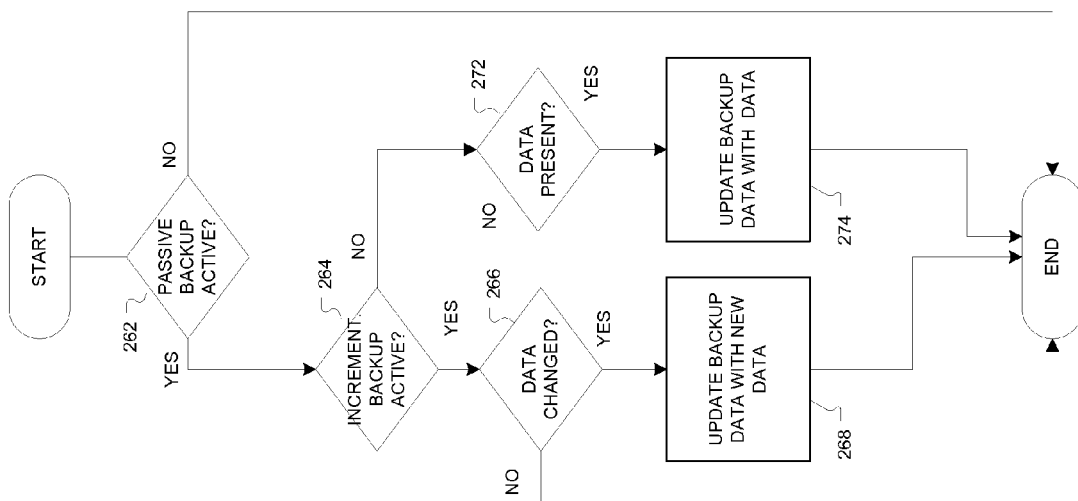 START
PASSIVE
BACKUP
ACTIVE?
262
YES
NO
INCREMENT
BACKUP
ACTIVE?
264
YES
NO
DATA
CHANGED?
266
NO
YES
DATA
PRESENT?
272
NO
YES
UPDATE BACKUP
DATA WITH NEW
DATA
268
UPDATE BACKUP
DATA WITH DATA
274
END